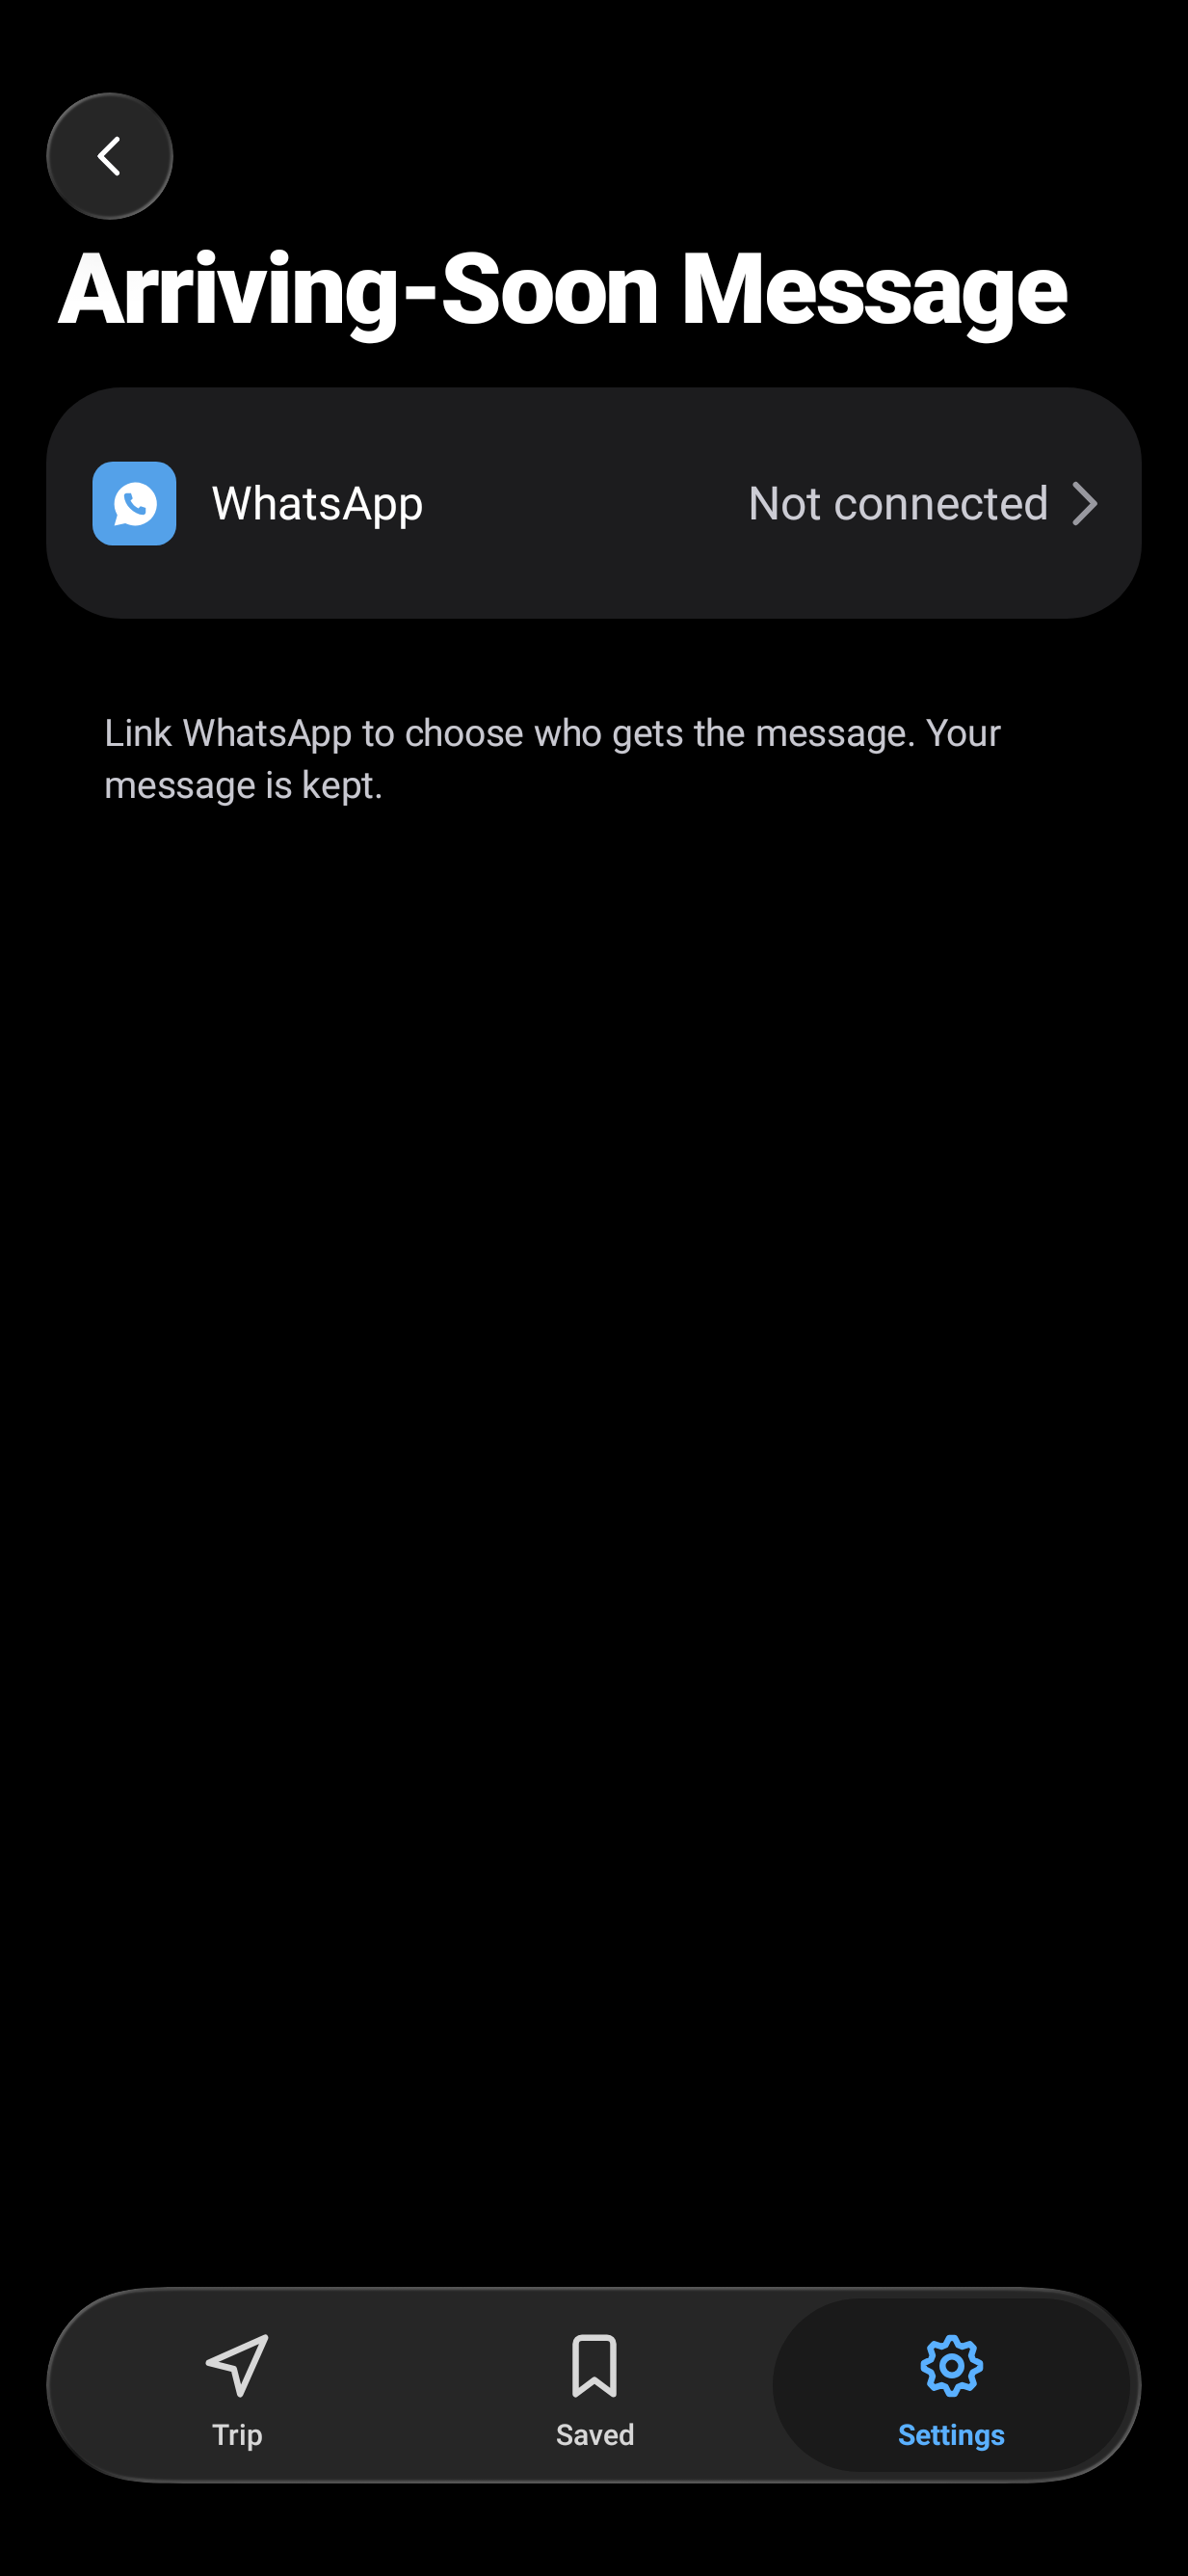 Arriving-Soon Message
WhatsApp
Not connected
Link WhatsApp to choose who gets the message. Your
message is kept.
Trip
Saved
Settings